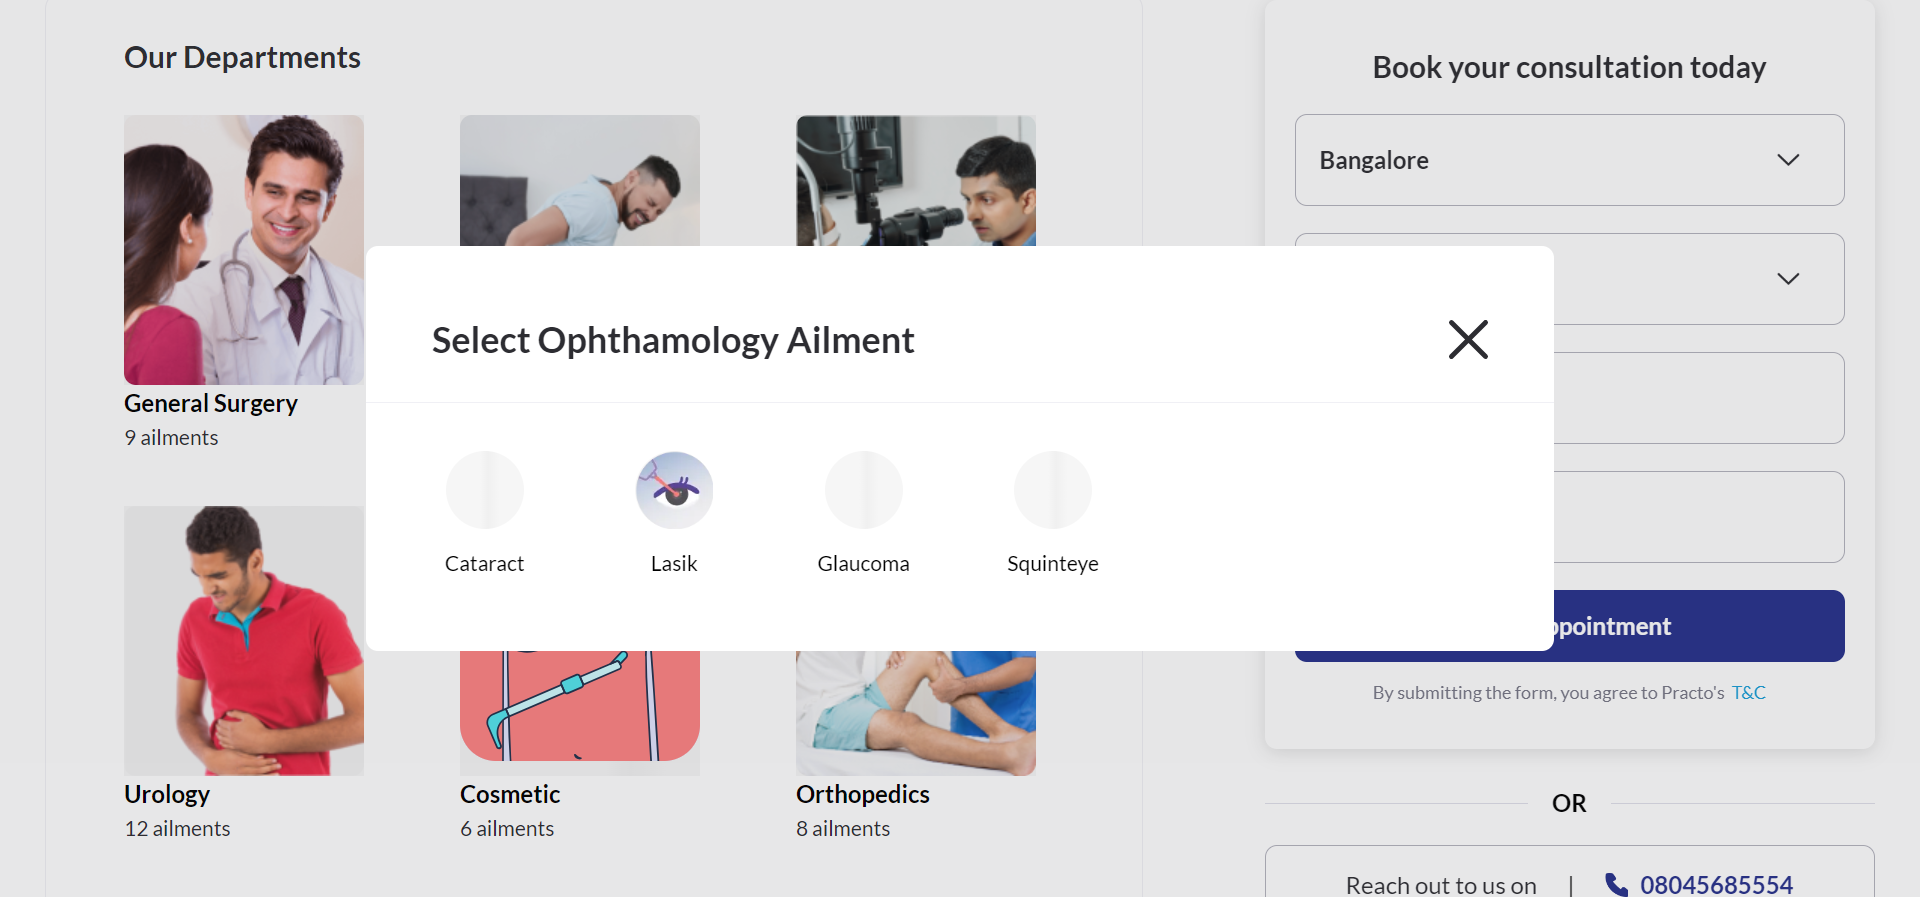 Our Departments
General Surgery
9 ailments
Urology
12 ailments
Cosmetic
6 ailments
Orthopedics
8 ailments
Select Ophthamology Ailment
Cataract
Lasik
Glaucoma
Squinteye
Book your consultation today
Bangalore
By submitting the form, you agree to Practo's T&C
OR
Reach out to us on | 08045685554